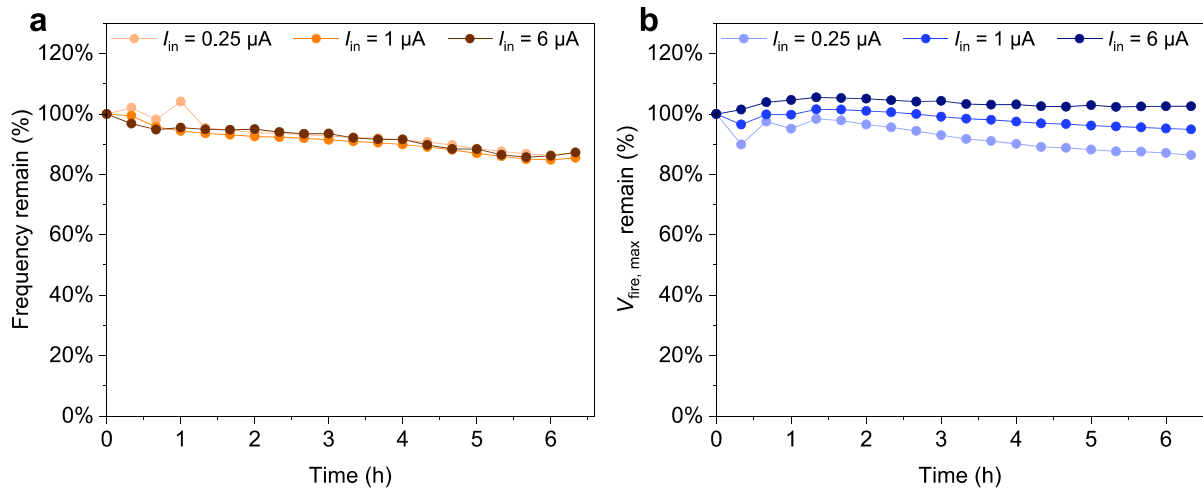 a
I_in = 0.25 μA I_in = 1 μA I_in = 6 μA
120%
100%
80%
60%
40%
20%
0%
Frequency remain (%)
0 1 2 3 4 5 6
Time (h)
b
I_in = 0.25 μA I_in = 1 μA I_in = 6 μA
120%
100%
80%
60%
40%
20%
0%
V_fire, max remain (%)
0 1 2 3 4 5 6
Time (h)